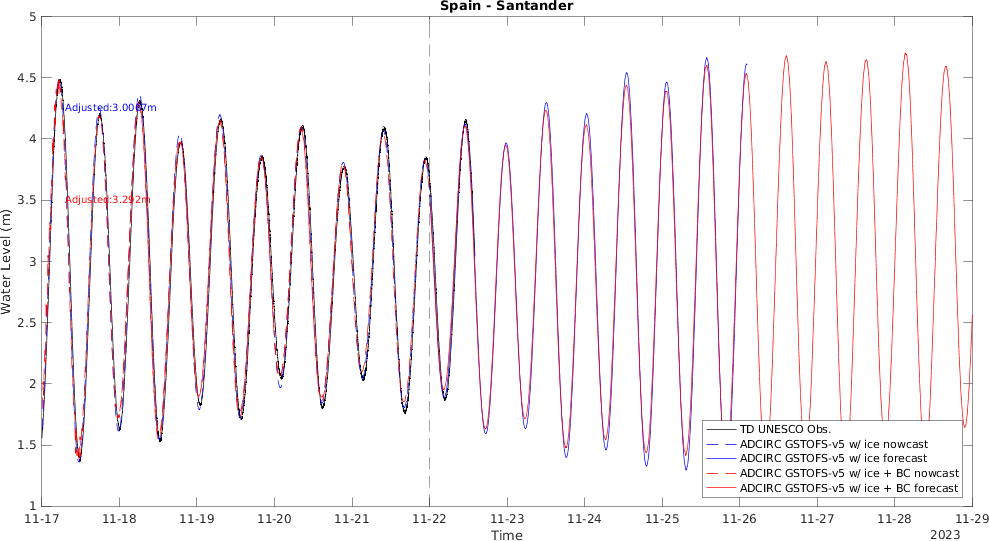 Spain - Santander
5
4.5
4
3.5
3
2.5
2
1.5
1
Water Level (m)
Adjusted:3.292m
TD UNESCO Obs.
ADCIRC GSTOFS-v5 w/ ice nowcast
ADCIRC GSTOFS-v5 w/ ice forecast
ADCIRC GSTOFS-v5 w/ ice + BC nowcast
ADCIRC GSTOFS-v5 w/ ice + BC forecast
11-17 11-18 11-19 11-20 11-21 11-22 11-23 11-24 11-25 11-26 11-27 11-28 11-29
Time
2023